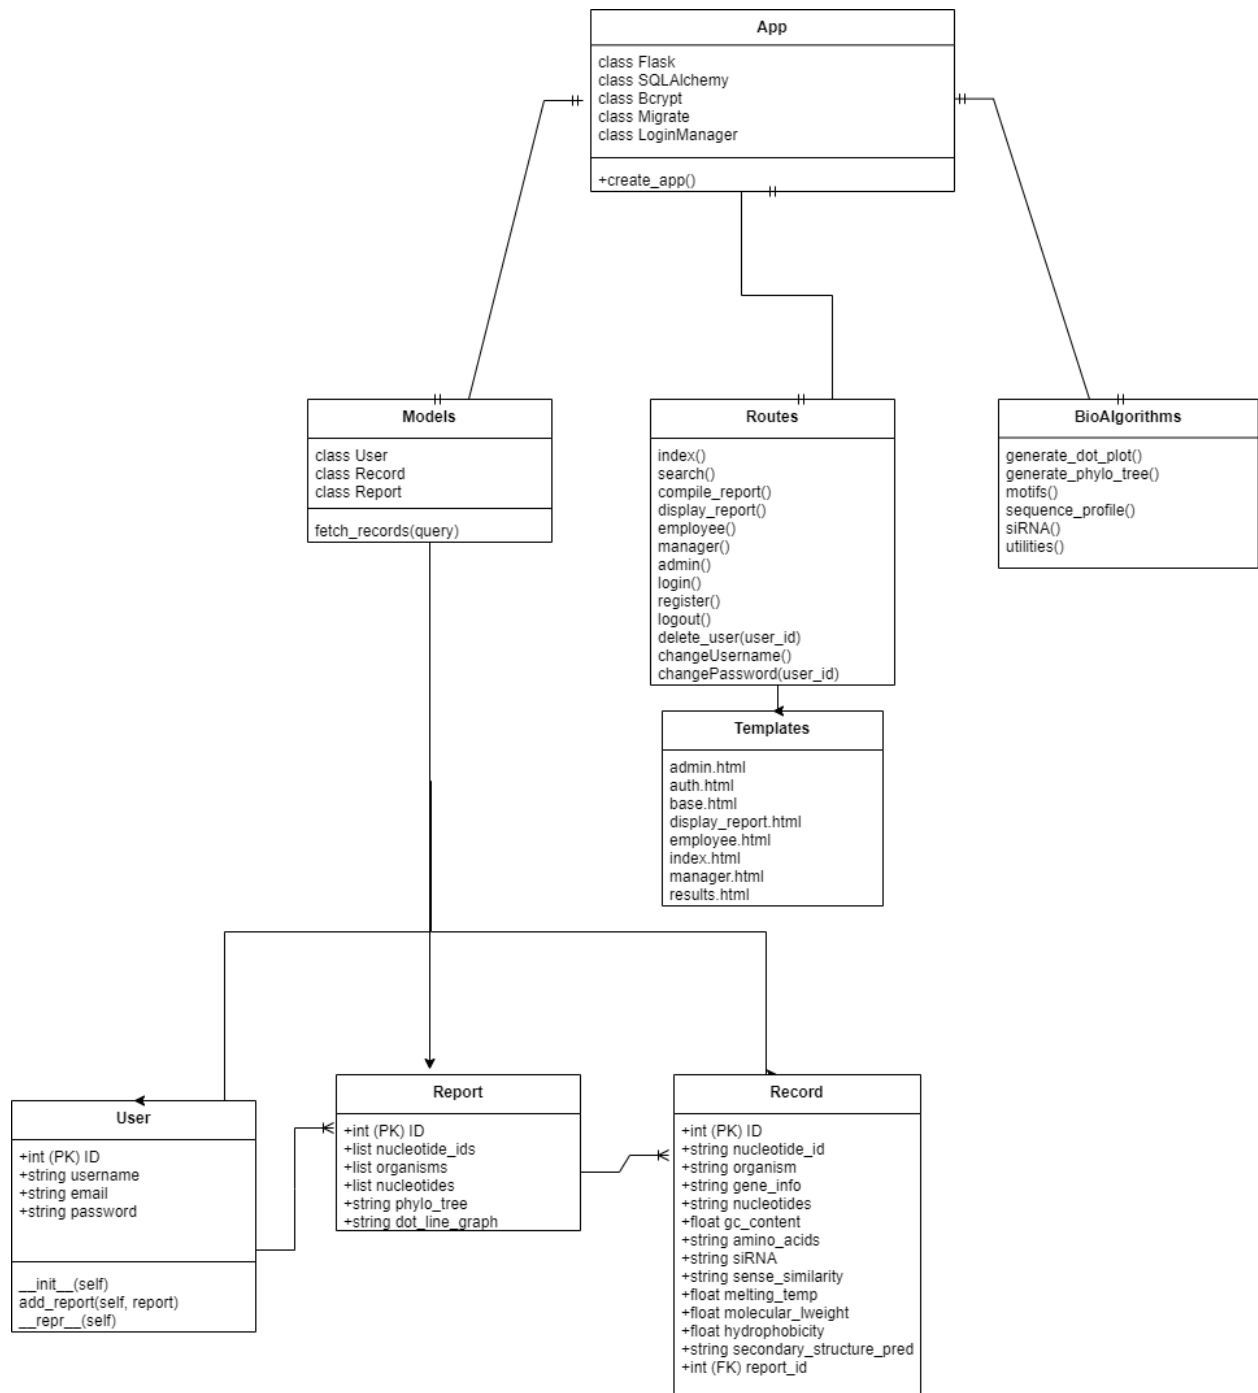 App
class Flask
class SQLAlchemy
class Bcrypt
class Migrate
class LoginManager
+create_app()
Models
class User
class Record
class Report
fetch_records(query)
Routes
index()
search()
compile_report()
display_report()
employee()
manager()
admin()
login()
register()
logout()
delete_user(user_id)
changeUsername()
changePassword(user_id)
BioAlgorithms
generate_dot_plot()
generate_phylo_tree()
motifs()
sequence_profile()
siRNA()
utilities()
Templates
admin.html
auth.html
base.html
display_report.html
employee.html
index.html
manager.html
results.html
User
+int (PK) ID
+string username
+string email
+string password
__init__(self)
add_report(self, report)
__repr__(self)
Report
+int (PK) ID
+list nucleotide_ids
+list organisms
+list nucleotides
+string phylo_tree
+string dot_line_graph
Record
+int (PK) ID
+string nucleotide_id
+string organism
+string gene_info
+string nucleotides
+float gc_content
+string amino_acids
+string siRNA
+string sense_similarity
+float melting_temp
+float molecular_lweight
+float hydrophobicity
+string secondary_structure_pred
+int (FK) report_id